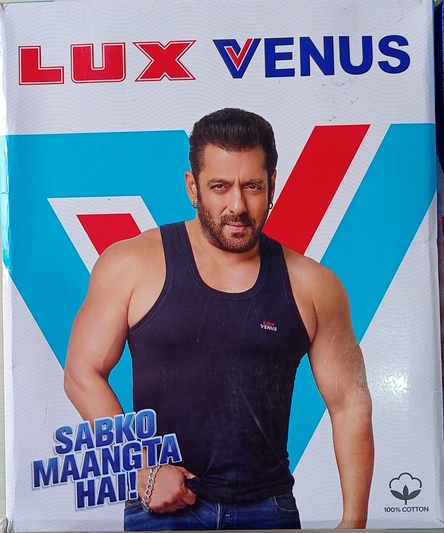 LUX VENUS
LUX
VENUS
SABKO
MAANGTA
HAI!
100% COTTON